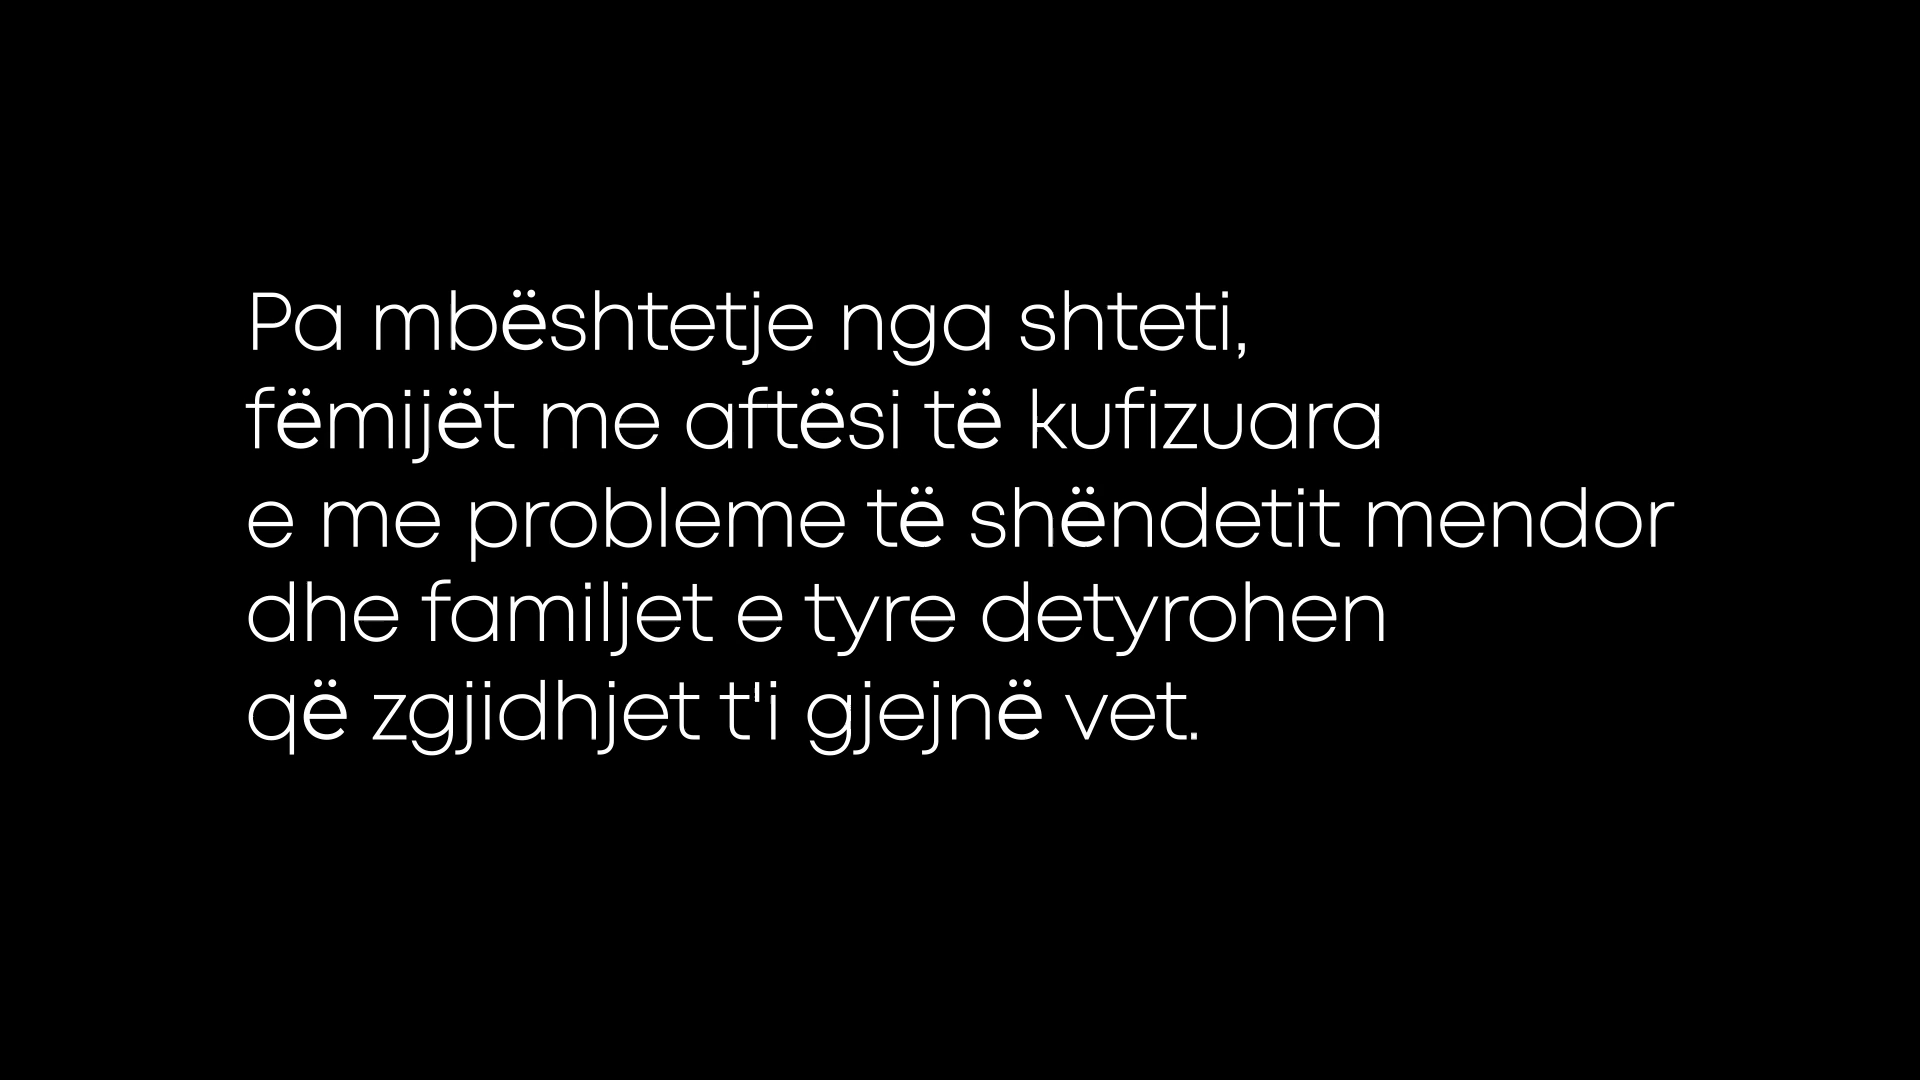 Pa mbështetje nga shteti,
fëmijët me aftësi të kufizuara
e me probleme të shëndetit mendor
dhe familjet e tyre detyrohen
që zgjidhjet t'i gjejnë vet.